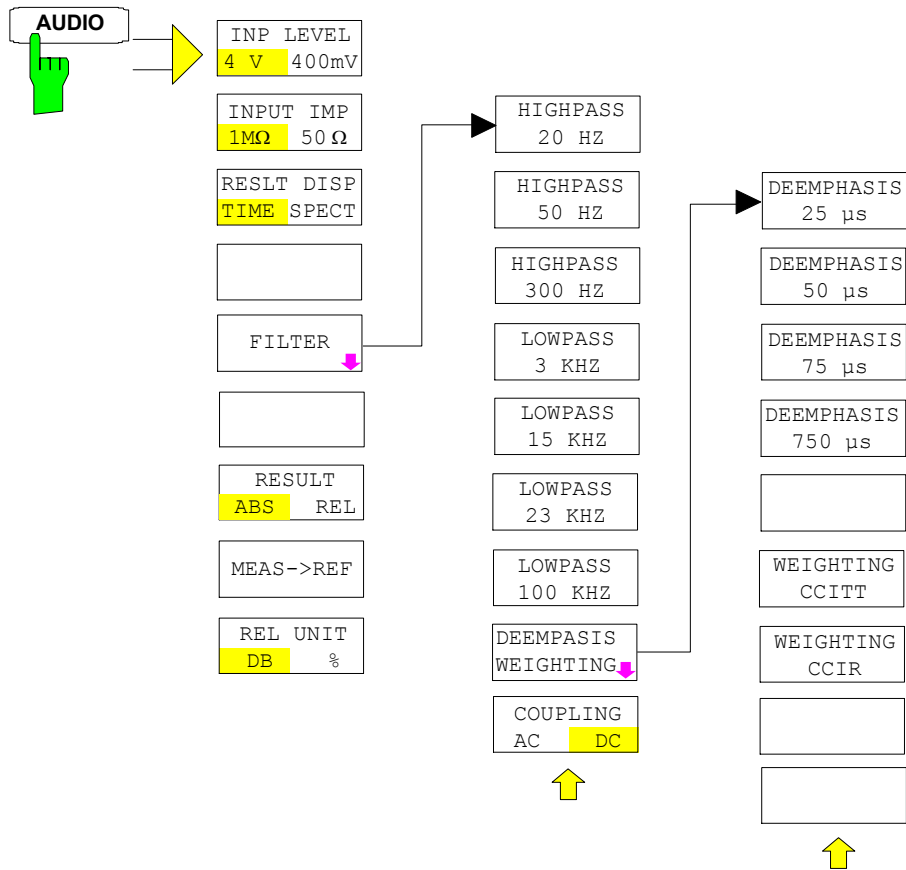 AUDIO
INP LEVEL
4 V 400mV
INPUT IMP
1MΩ 50 Ω
RESLT DISP
TIME SPECT
FILTER
RESULT
ABS REL
MEAS->REF
REL UNIT
DB %
HIGHPASS
20 HZ
HIGHPASS
50 HZ
HIGHPASS
300 HZ
LOWPASS
3 KHZ
LOWPASS
15 KHZ
LOWPASS
23 KHZ
LOWPASS
100 KHZ
DEEMPASIS
WEIGHTING
COUPLING
AC DC
DEEMPHASIS
25 µs
DEEMPHASIS
50 µs
DEEMPHASIS
75 µs
DEEMPHASIS
750 µs
WEIGHTING
CCITT
WEIGHTING
CCIR